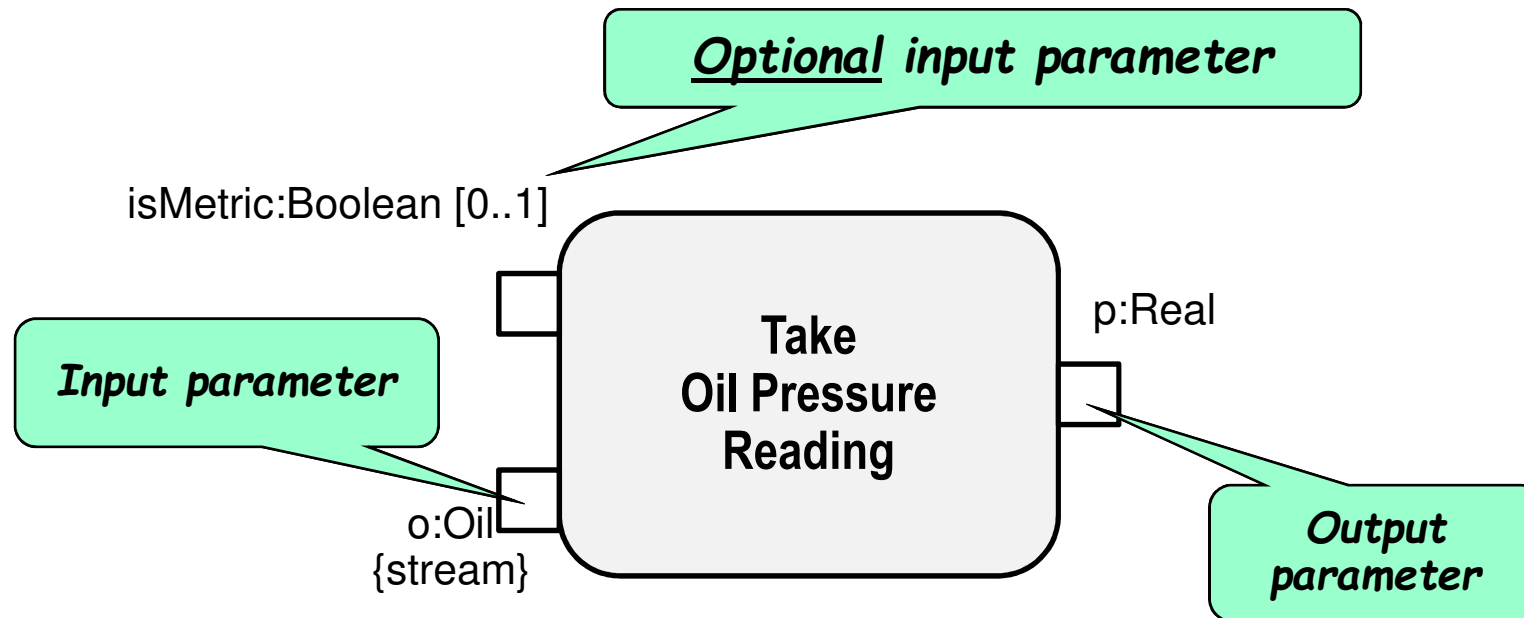 Optional input parameter
isMetric:Boolean [0..1]
Take
Oil Pressure
Reading
p:Real
Input parameter
o:Oil
{stream}
Output
parameter